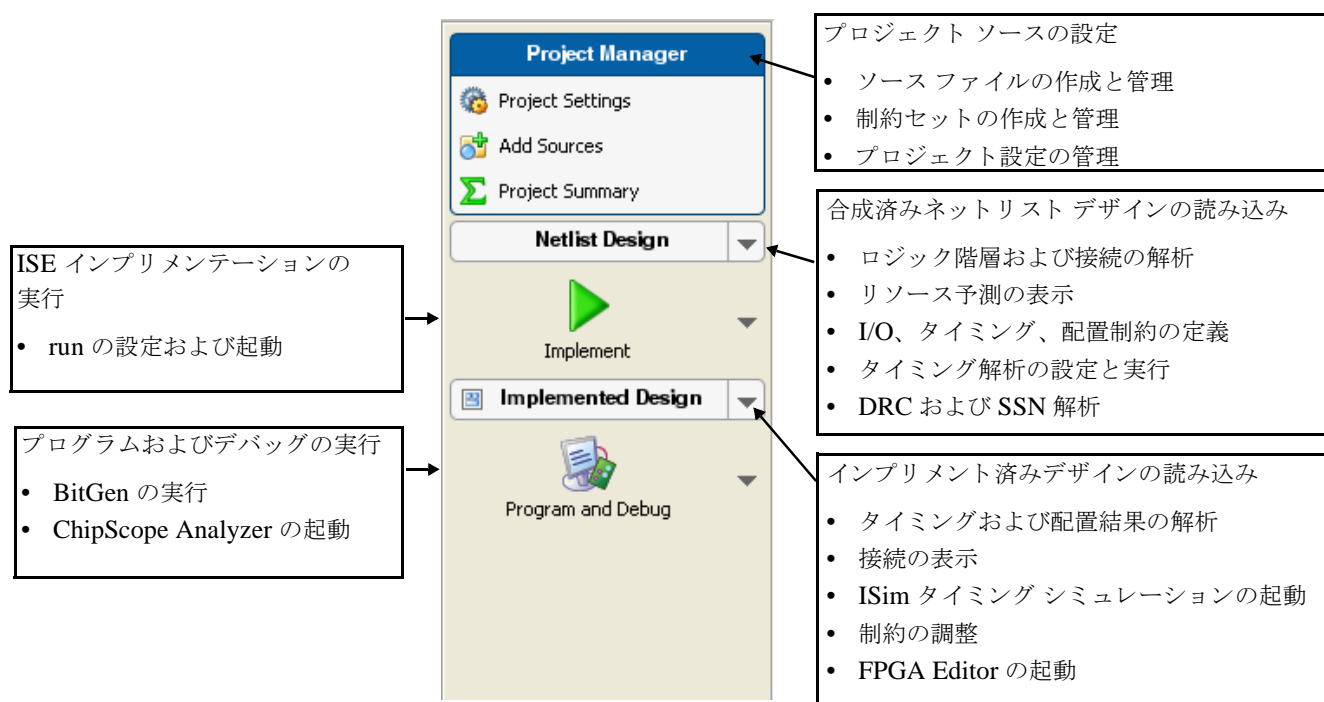 プロジェクト ソースの設定
• ソース ファイルの作成と管理
• 制約セットの作成と管理
• プロジェクト設定の管理
Project Manager
Project Settings
Add Sources
Project Summary
合成済みネットリスト デザインの読み込み
• ロジック階層および接続の解析
• リソース予測の表示
• I/O、タイミング、配置制約の定義
• タイミング解析の設定と実行
• DRC および SSN 解析
Netlist Design
ISE インプリメンテーションの
実行
• run の設定および起動
Implement
Implemented Design
プログラムおよびデバッグの実行
• BitGen の実行
• ChipScope Analyzer の起動
Program and Debug
インプリメント済みデザインの読み込み
• タイミングおよび配置結果の解析
• 接続の表示
• ISim タイミング シミュレーションの起動
• 制約の調整
• FPGA Editor の起動